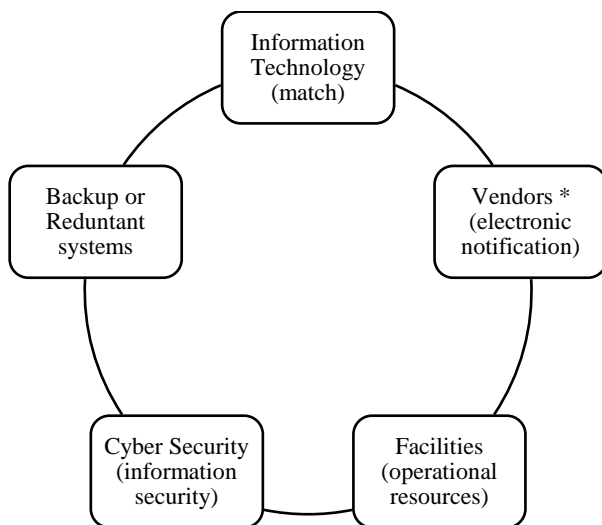 Information
Technology
(match)
Vendors *
(electronic
notification)
Facilities
(operational
resources)
Cyber Security
(information
security)
Backup or
Reduntant
systems